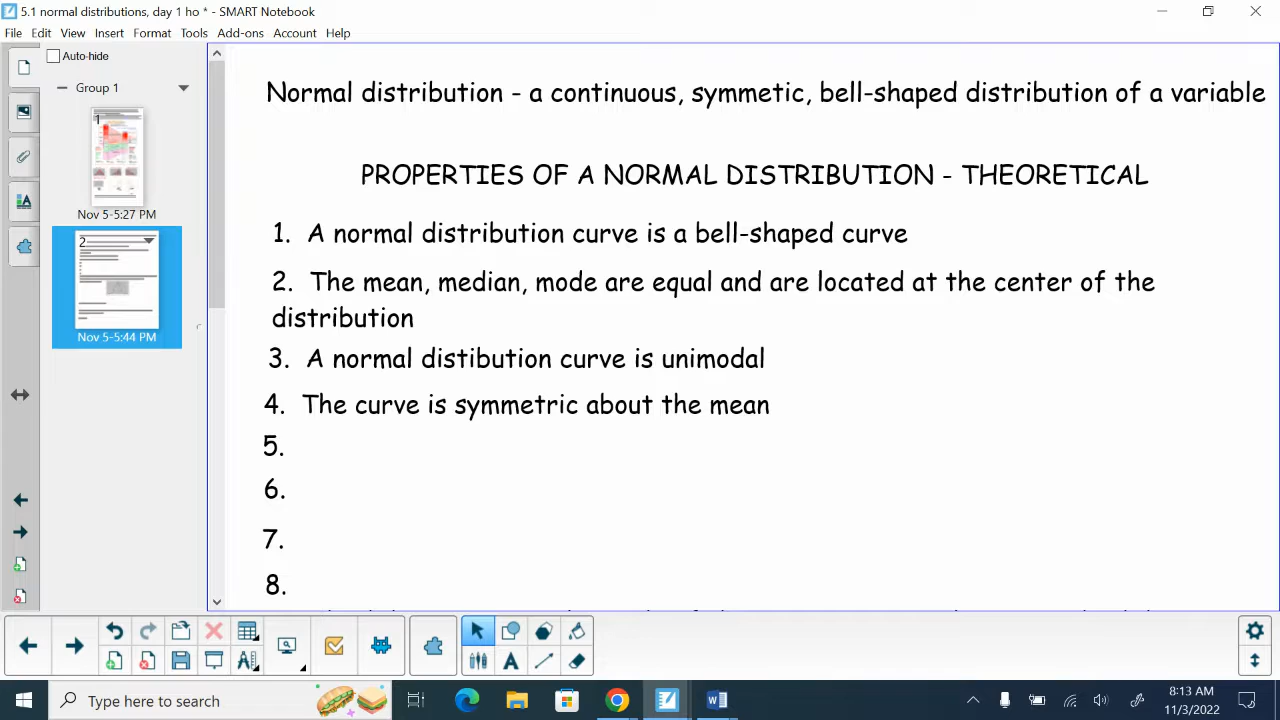 5.1 normal distributions, day 1 ho * - SMART Notebook
File Edit View Insert Format Tools Add-ons Account Help
Auto-hide
Group 1
1
Nov 5-5:27 PM
2
Nov 5-5:44 PM
Normal distribution - a continuous, symmetic, bell-shaped distribution of a variable
PROPERTIES OF A NORMAL DISTRIBUTION - THEORETICAL
1. A normal distribution curve is a bell-shaped curve
2. The mean, median, mode are equal and are located at the center of the
distribution
3. A normal distibution curve is unimodal
4. The curve is symmetric about the mean
5.
6.
7.
8.
Type here to search
8:13 AM
11/3/2022